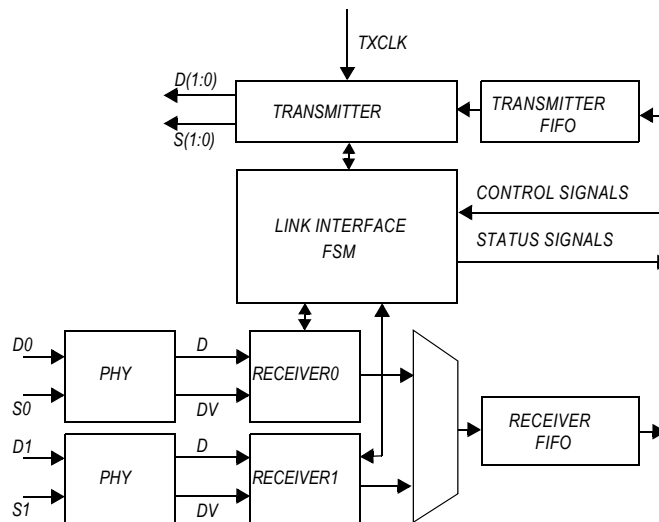 TXCLK
D(1:0)
S(1:0)
TRANSMITTER
TRANSMITTER
FIFO
LINK INTERFACE
FSM
CONTROL SIGNALS
STATUS SIGNALS
D0
S0
PHY
D
DV
RECEIVER0
D1
S1
PHY
D
DV
RECEIVER1
RECEIVER
FIFO